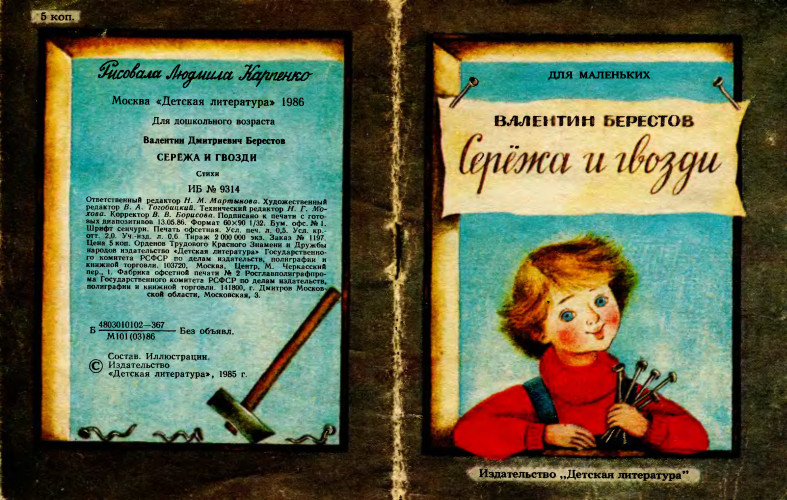 5 коп.
Рисовала Людмила Карпенко
Москва «Детская литература» 1986
Для дошкольного возраста
Валентин Дмитриевич Берестов
СЕРЕЖА И ГВОЗДИ
Стихи
ИБ № 9314
Ответственный редактор Н. М. Мартынова. Художественный
редактор В. А. Тогобицкий. Технический редактор Н. Г. Мо-
хова. Корректор В. В. Борисова. Подписано к печати с гото-
вых диапозитивов 13.05.86. Формат 60×90 1/32. Бум. офс. № 1.
Шрифт сенчури. Печать офсетная. Усл. печ. л. 0,5. Усл. кр.-
отт. 2,0. Уч.-изд. л. 0,6. Тираж 2 000 000 экз. Заказ № 1197.
Цена 5 коп. Орденов Трудового Красного Знамени и Дружбы
народов издательство «Детская литература» Государственно-
го комитета РСФСР по делам издательств, полиграфии и
книжной торговли. 103720, Москва, Центр, М. Черкасский
пер., 1. Фабрика офсетной печати № 2 Росглавполиграфпро-
ма Государственного комитета РСФСР по делам издательств,
полиграфии и книжной торговли. 141800, г. Дмитров Москов-
ской области, Московская, 3.
Б 4803010102—367
М101(03)86
Без объявл.
© Состав. Иллюстрации.
Издательство
«Детская литература», 1985 г.
ДЛЯ МАЛЕНЬКИХ
ВАЛЕНТИН БЕРЕСТОВ
Серёжа и гвозди
Издательство „Детская литература"